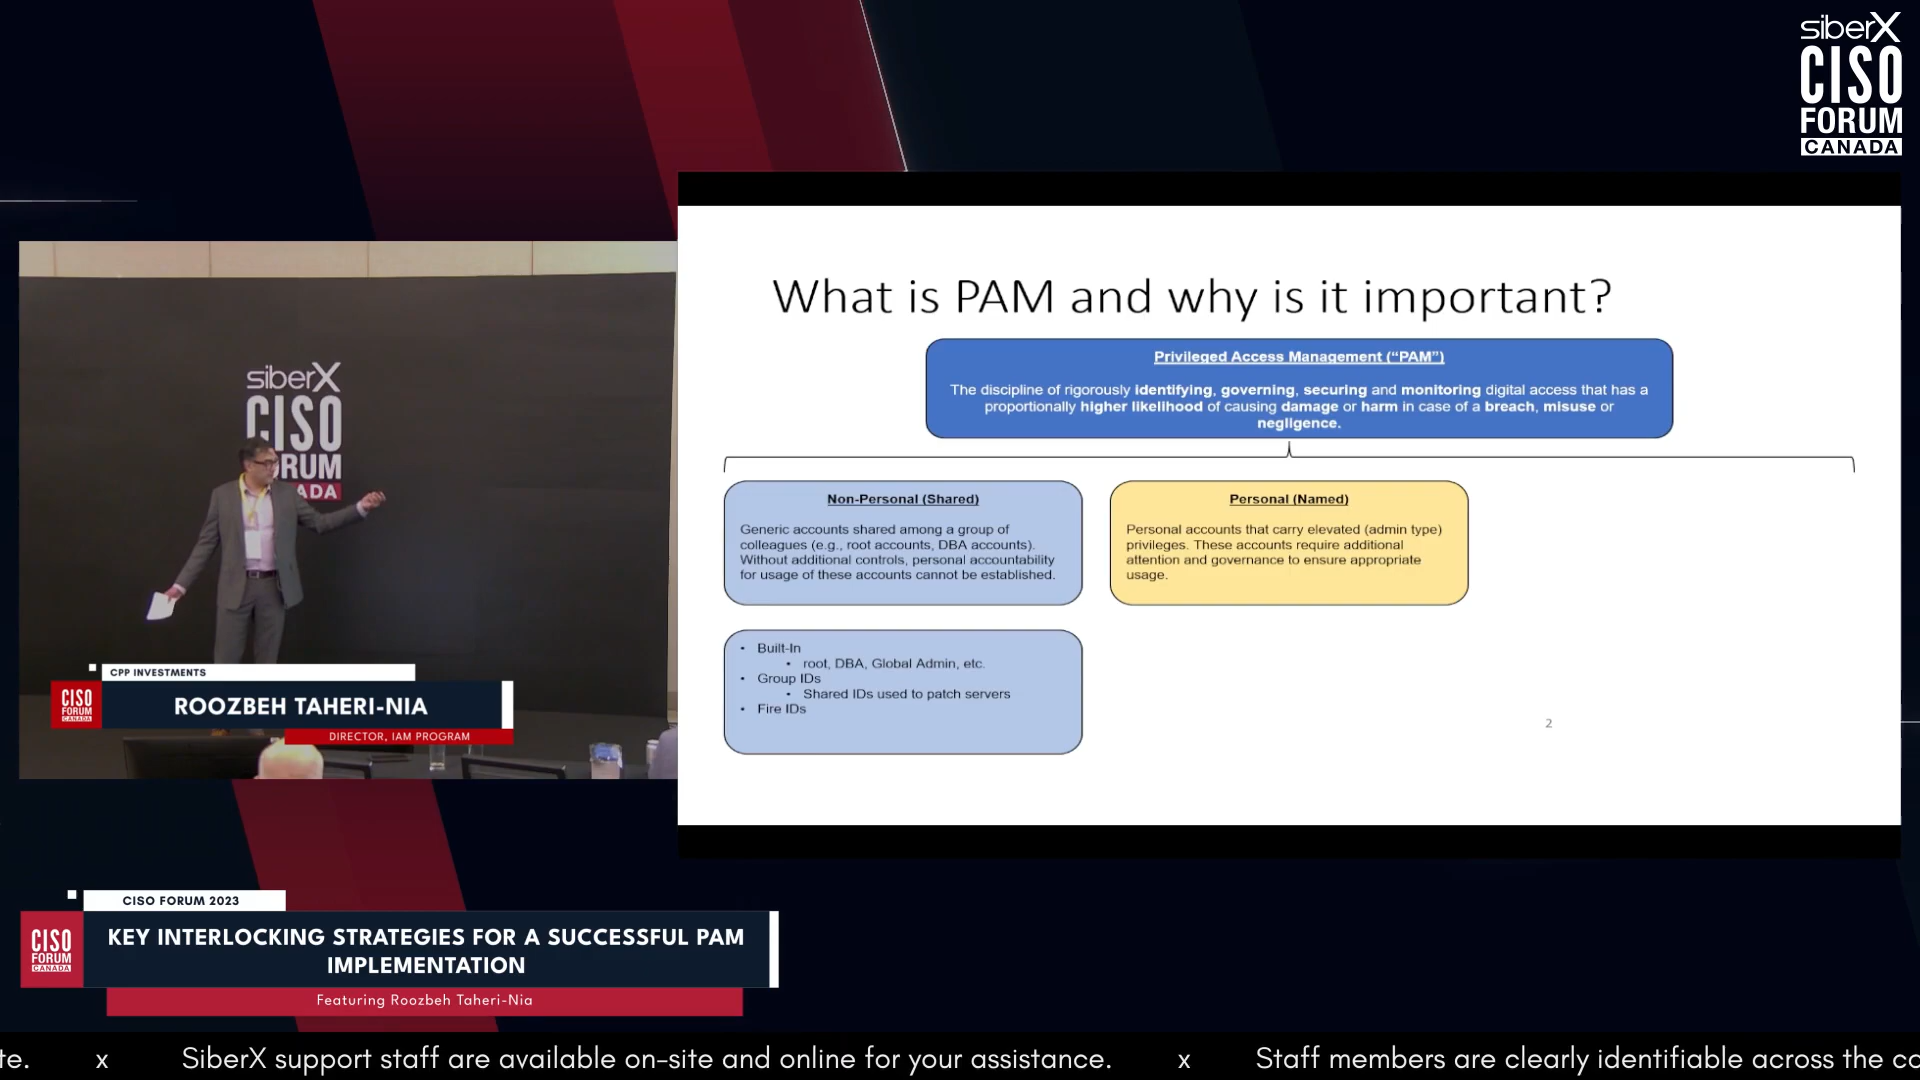 siberX
CISO
FORUM
CANADA
What is PAM and why is it important?
Privileged Access Management (“PAM”)
The discipline of rigorously identifying, governing, securing and monitoring digital access that has a
proportionally higher likelihood of causing damage or harm in case of a breach, misuse or
negligence.
Non-Personal (Shared)
Generic accounts shared among a group of
colleagues (e.g., root accounts, DBA accounts).
Without additional controls, personal accountability
for usage of these accounts cannot be established.
Personal (Named)
Personal accounts that carry elevated (admin type)
privileges. These accounts require additional
attention and governance to ensure appropriate
usage.
• Built-In
• root, DBA, Global Admin, etc.
• Group IDs
• Shared IDs used to patch servers
• Fire IDs
2
siberX
CISO
RUM
ADA
CPP INVESTMENTS
CISO
FORUM
CANADA
ROOZBEH TAHERI-NIA
DIRECTOR, IAM PROGRAM
CISO FORUM 2023
CISO
FORUM
CANADA
KEY INTERLOCKING STRATEGIES FOR A SUCCESSFUL PAM
IMPLEMENTATION
Featuring Roozbeh Taheri-Nia
te. x SiberX support staff are available on-site and online for your assistance. x Staff members are clearly identifiable across the co